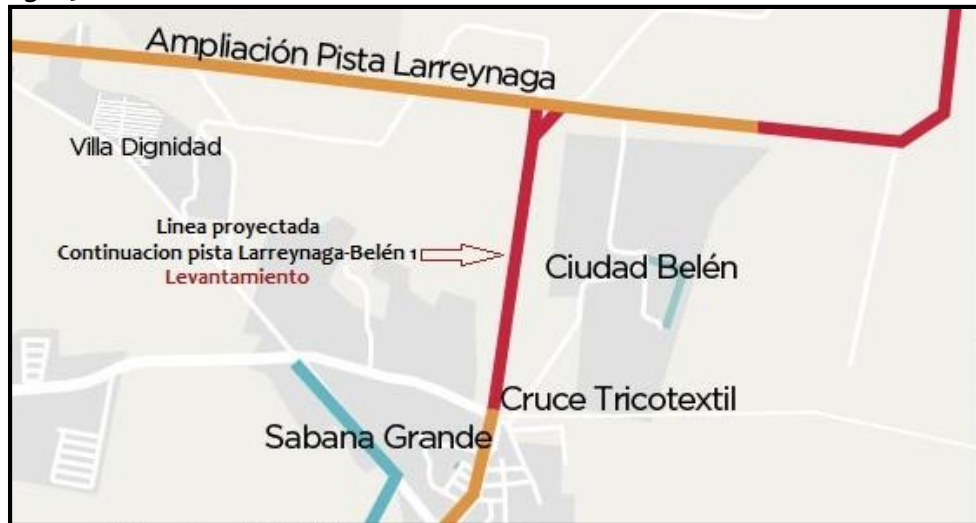 Ampliación Pista Larreynaga
Villa Dignidad
Linea proyectada
Continuacion pista Larreynaga-Belén 1
Levantamiento
Ciudad Belén
Cruce Tricotextil
Sabana Grande